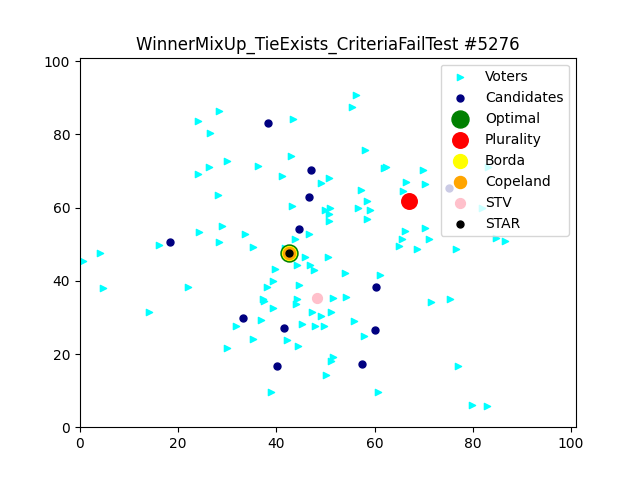 WinnerMixUp_TieExists_CriteriaFailTest #5276
100
80
60
40
20
0
0
20
40
60
80
100
Voters
Candidates
Optimal
Plurality
Borda
Copeland
STV
STAR